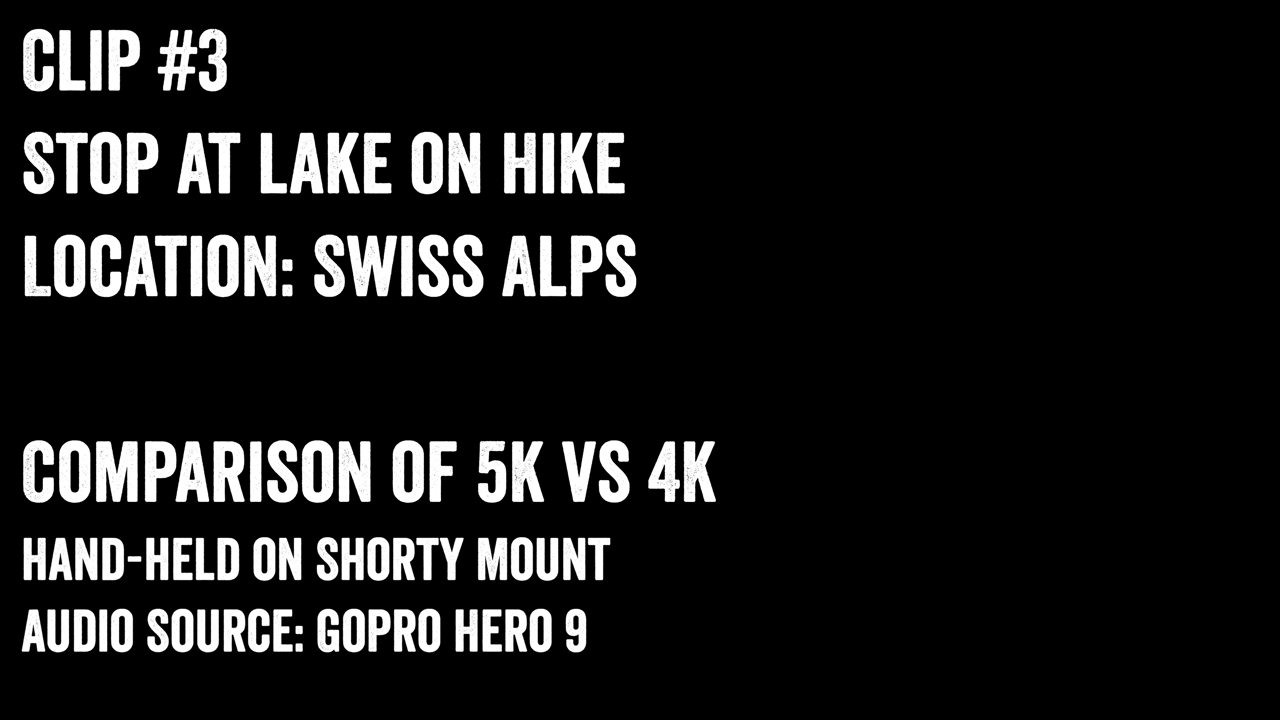 CLIP #3
STOP AT LAKE ON HIKE
LOCATION: SWISS ALPS
COMPARISON OF 5K VS 4K
HAND-HELD ON SHORTY MOUNT
AUDIO SOURCE: GOPRO HERO 9